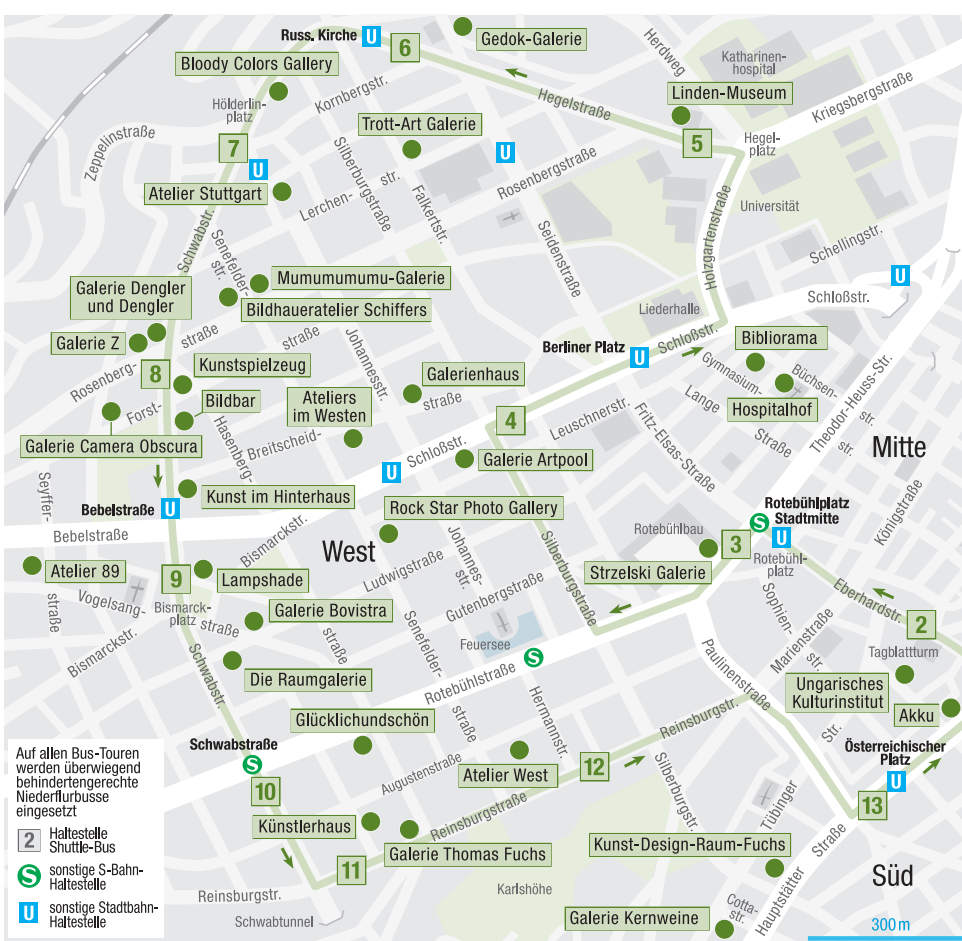 Russ. Kirche
U
6
Gedok-Galerie
Herdweg
Katharinen-
hospital
Bloody Colors Gallery
Kornbergstr.
Hegelstraße
Linden-Museum
Kriegsbergstraße
Hölderlin-
platz
Zeppelinstraße
Trott-Art Galerie
7
U
U
5
Hegel-
platz
Silberburgstraße
Rosenbergstraße
Atelier Stuttgart
Lerchen-
str.
Falkertstr.
Universität
Schwabstr.
Senefelder-
str.
Seidenstraße
Holzgartenstraße
Schellingstr.
Mumumumumu-Galerie
Galerie Dengler
und Dengler
Bildhaueratelier Schiffers
U
Schloßstr.
Liederhalle
Galerie Z
straße
straße
Johannesstr.
Berliner Platz
U
Schloßstr.
Bibliorama
Rosenberg-
8
Kunstspielzeug
Galerienhaus
straße
Gymnasium-
Straße
Büchsen-
str.
Theodor-Heuss-Str.
Forst-
Bildbar
Ateliers
im Westen
4
Lange
Straße
Hospitalhof
Galerie Camera Obscura
Hasenberg-
Breitscheid-
Schloßstr.
Leuschnerstr.
Fritz-Elsas-Straße
Mitte
Galerie Artpool
U
Seyffer-
straße
Kunst im Hinterhaus
Bebelstraße
U
Rock Star Photo Gallery
Rotebühlplatz
Stadtmitte
Königstraße
Bebelstraße
Bismarckstr.
West
Rotebühlbau
S
3
U
Rotebühl-
platz
Atelier 89
9
Lampshade
Ludwigstraße
Johannes-
str.
Silberburgstraße
Strzelski Galerie
Vogelsang-
Bismarck-
platz
straße
Galerie Bovistra
Gutenbergstraße
Sophien-
str.
Eberhardstr.
2
Bismarckstr.
straße
Feuersee
Senefelder-
straße
S
Marienstraße
Tagblattturm
Schwabstr.
Die Raumgalerie
Rotebühlstraße
Paulinenstraße
Ungarisches
Kulturinstitut
Hermannstr.
Reinsburgstr.
Akku
Glücklichundschön
Str.
Schwabstraße
S
Augustenstraße
Atelier West
12
Silberburgstr.
Österreichischer
Platz
U
10
Tübinger
13
Künstlerhaus
Reinsburgstraße
Galerie Thomas Fuchs
Kunst-Design-Raum-Fuchs
Straße
11
Reinsburgstr.
Karlshöhe
Süd
Cotta-
str.
Hauptstätter
Schwabtunnel
Galerie Kernweine
300 m
Auf allen Bus-Touren
werden überwiegend
behindertengerechte
Niederflurbusse
eingesetzt
2 Haltestelle
Shuttle-Bus
S sonstige S-Bahn-
Haltestelle
U sonstige Stadtbahn-
Haltestelle